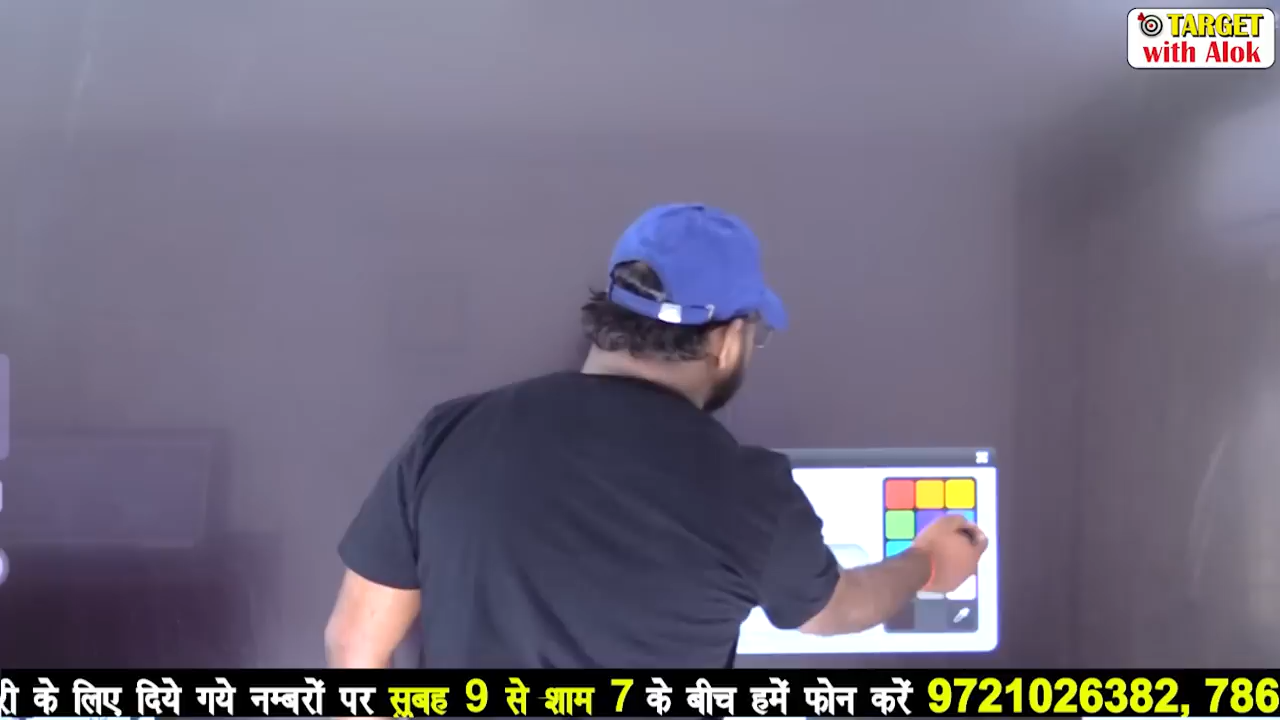 TARGET
with Alok
के लिए दिये गये नम्बरों पर सुबह 9 से शाम 7 के बीच हमें फोन करें 9721026382, 786